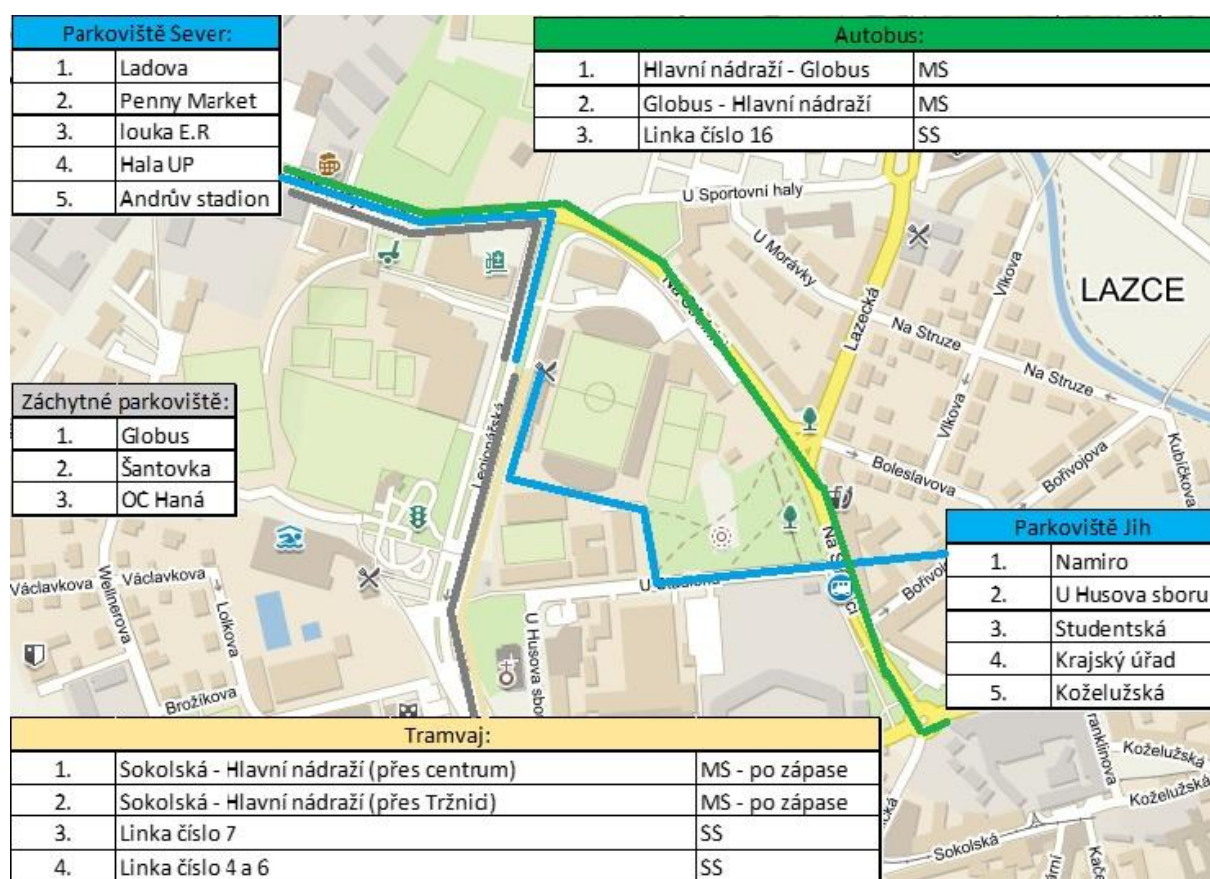 Parkoviště Sever:
1. Ladova
2. Penny Market
3. louka E.R
4. Hala UP
5. Andrův stadion
Autobus:
1. Hlavní nádraží - Globus MS
2. Globus - Hlavní nádraží MS
3. Linka číslo 16 SS
U Sportovní haly
U Morávky
Vlkova
LAZCE
Lazecká
Na Struze
Na Struze
Vlkova
Kubíčkova
Záchytné parkoviště:
1. Globus
2. Šantovka
3. OC Haná
Legionářská
Boleslavova
Bořivojova
Parkoviště Jih
1. Namiro
2. U Husova sboru
3. Studentská
4. Krajský úřad
5. Koželužská
Václavkova
Václavkova
Wellnerova
Lolkova
Brožíkova
U Husova sbo
Tramvaj:
1. Sokolská - Hlavní nádraží (přes centrum) MS - po zápase
2. Sokolská - Hlavní nádraží (přes Tržnici) MS - po zápase
3. Linka číslo 7 SS
4. Linka číslo 4 a 6 SS
Koželužská
Koželužská
Sokolská